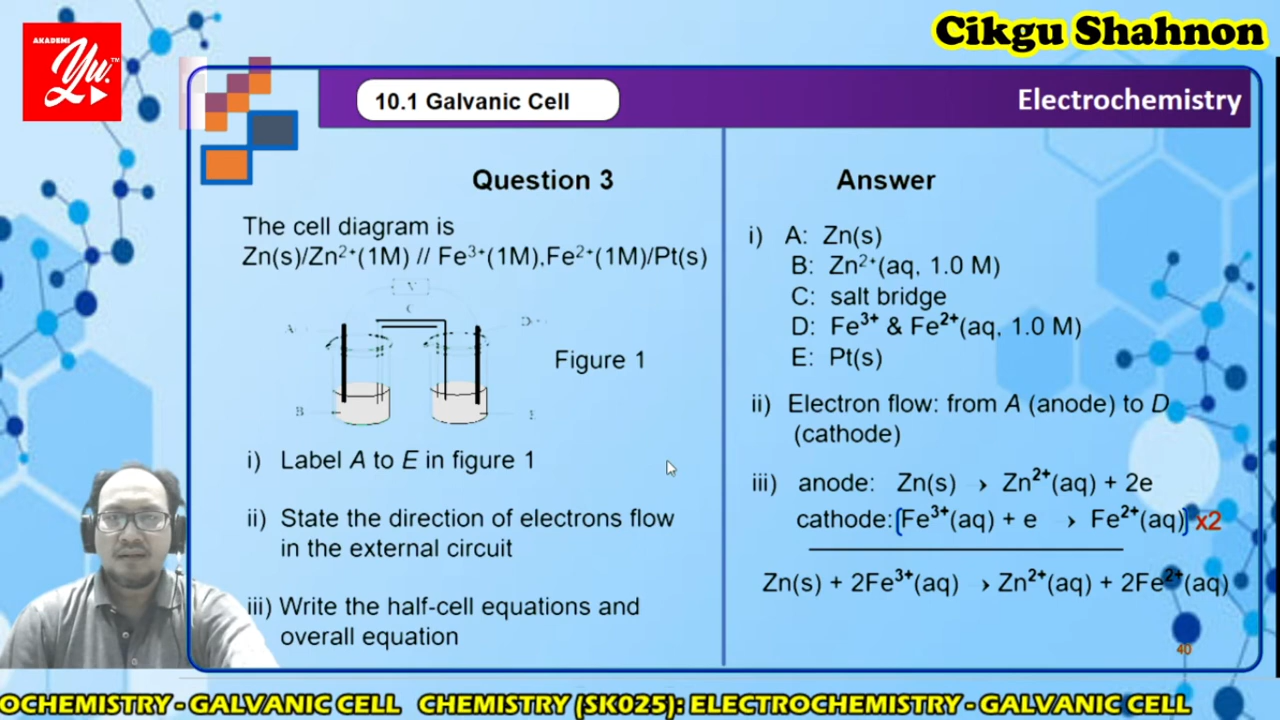 AKADEMI
Yu.
TM
Cikgu Shahnon
10.1 Galvanic Cell
Electrochemistry
Question 3
The cell diagram is
Zn(s)/Zn²⁺(1M) // Fe³⁺(1M),Fe²⁺(1M)/Pt(s)
V
C
A
D
B
Figure 1
i) Label A to E in figure 1
ii) State the direction of electrons flow
in the external circuit
iii) Write the half-cell equations and
overall equation
Answer
i) A: Zn(s)
B: Zn²⁺(aq, 1.0 M)
C: salt bridge
D: Fe³⁺ & Fe²⁺(aq, 1.0 M)
E: Pt(s)
ii) Electron flow: from A (anode) to D
(cathode)
iii) anode: Zn(s) → Zn²⁺(aq) + 2e
cathode: [Fe³⁺(aq) + e → Fe²⁺(aq)] x2
Zn(s) + 2Fe³⁺(aq) → Zn²⁺(aq) + 2Fe²⁺(aq)
40
OCHEMISTRY - GALVANIC CELL CHEMISTRY (SK025): ELECTROCHEMISTRY - GALVANIC CELL